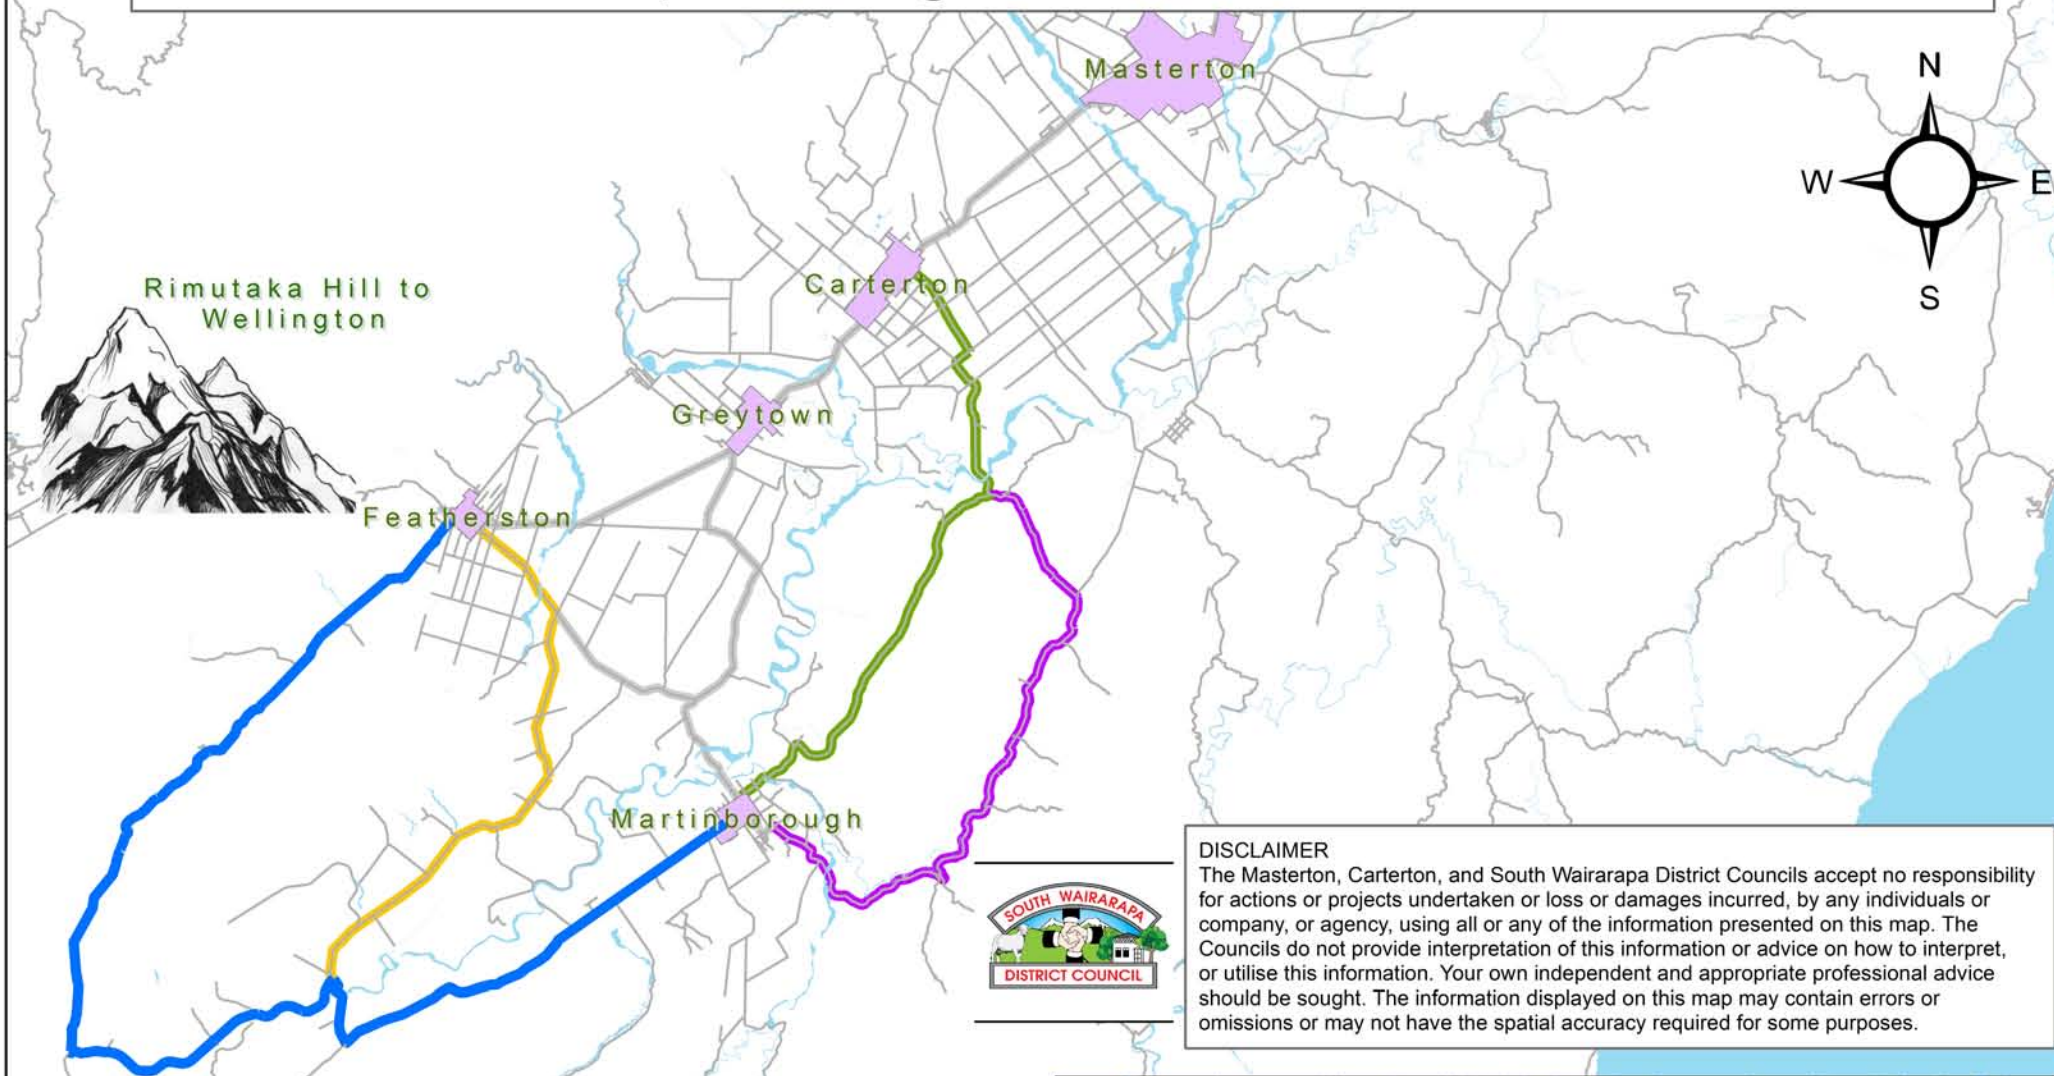 Masterton
N
W
E
S
Carterton
Rimutaka Hill to
Wellington
Greytown
Featherston
Martinborough
SOUTH WAIRARAPA
DISTRICT COUNCIL
DISCLAIMER
The Masterton, Carterton, and South Wairarapa District Councils accept no responsibility
for actions or projects undertaken or loss or damages incurred, by any individuals or
company, or agency, using all or any of the information presented on this map. The
Councils do not provide interpretation of this information or advice on how to interpret,
or utilise this information. Your own independent and appropriate professional advice
should be sought. The information displayed on this map may contain errors or
omissions or may not have the spatial accuracy required for some purposes.